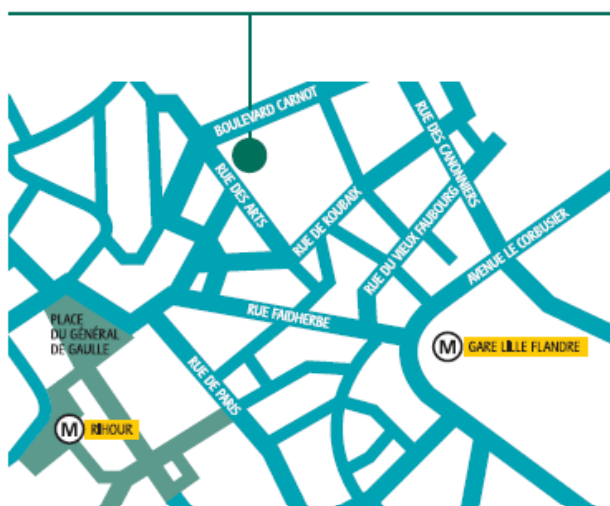 BOULEVARD CARNOT
RUE DES CANONNIERS
RUE DES ARTS
RUE DE ROUBAIX
RUE DU VIEUX FAUBOURG
AVENUE LE CORBUSIER
RUE FAIDHERBE
PLACE
DU GÉNÉRAL
DE GAULLE
M GARE LILLE FLANDRE
RUE DE PARIS
M RIHOUR